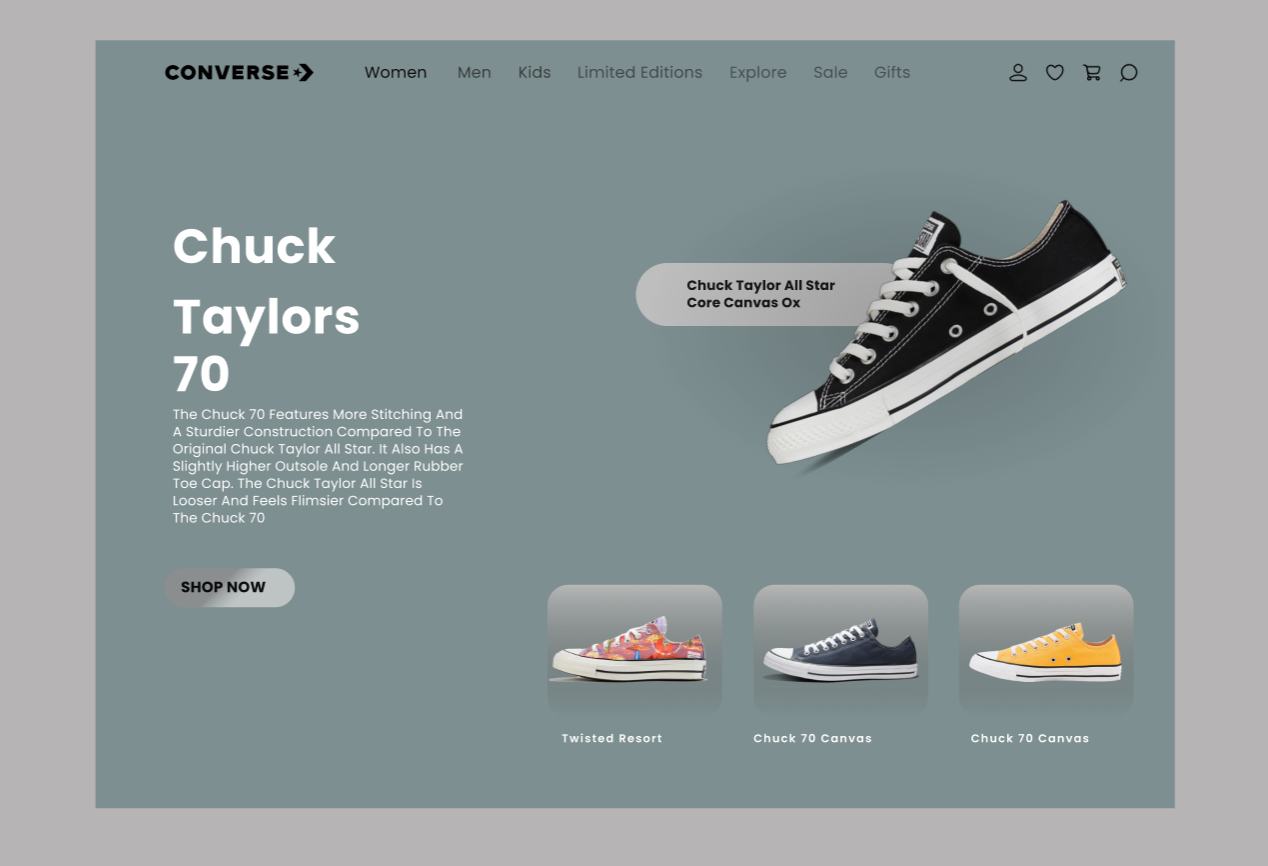 CONVERSE
Women Men Kids Limited Editions Explore Sale Gifts
Chuck
Taylors
70
The Chuck 70 Features More Stitching And
A Sturdier Construction Compared To The
Original Chuck Taylor All Star. It Also Has A
Slightly Higher Outsole And Longer Rubber
Toe Cap. The Chuck Taylor All Star Is
Looser And Feels Flimsier Compared To
The Chuck 70
SHOP NOW
Chuck Taylor All Star
Core Canvas Ox
Twisted Resort
Chuck 70 Canvas
Chuck 70 Canvas